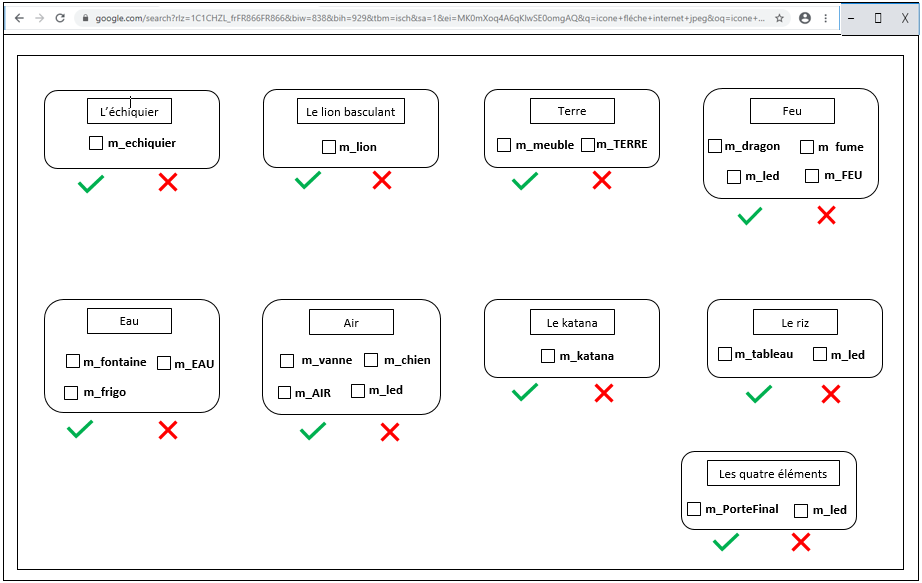 google.com/search?rlz=1C1CHZL_frFR866FR866&biw=838&bih=929&tbm=isch&sa=1&ei=MK0mXoq4A6qKlwSE0omgAQ&q=icone+fléche+internet+jpeg&oq=icone+...
L'échiquier
m_echiquier
Le lion basculant
m_lion
Terre
m_meuble m_TERRE
Feu
m_dragon m_fume
m_led m_FEU
Eau
m_fontaine m_EAU
m_frigo
Air
m_vanne m_chien
m_AIR m_led
Le katana
m_katana
Le riz
m_tableau m_led
Les quatre éléments
m_PorteFinal m_led